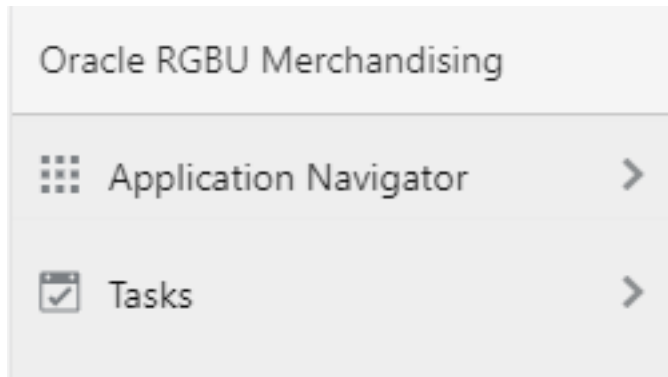 Oracle RGBU Merchandising
Application Navigator
Tasks